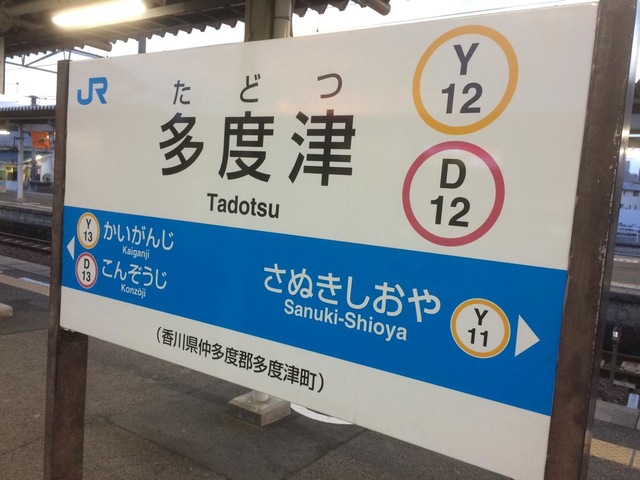 JR
たどつ
多度津
Tadotsu
Y
12
D
12
Y
13
かいがんじ
Kaiganji
D
13
こんぞうじ
Konzōji
さぬきしおや
Sanuki-Shioya
Y
11
(香川県仲多度郡多度津町)